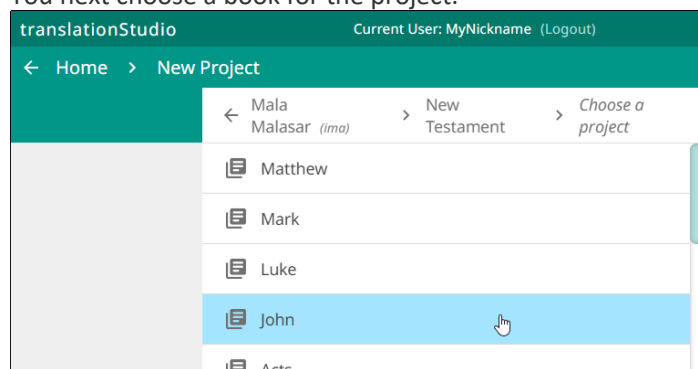 You next choose a book for the project.
translationStudio Current User: MyNickname (Logout)
← Home > New Project
← Mala Malasar (ima) > New Testament > Choose a project
Matthew
Mark
Luke
John
Acts